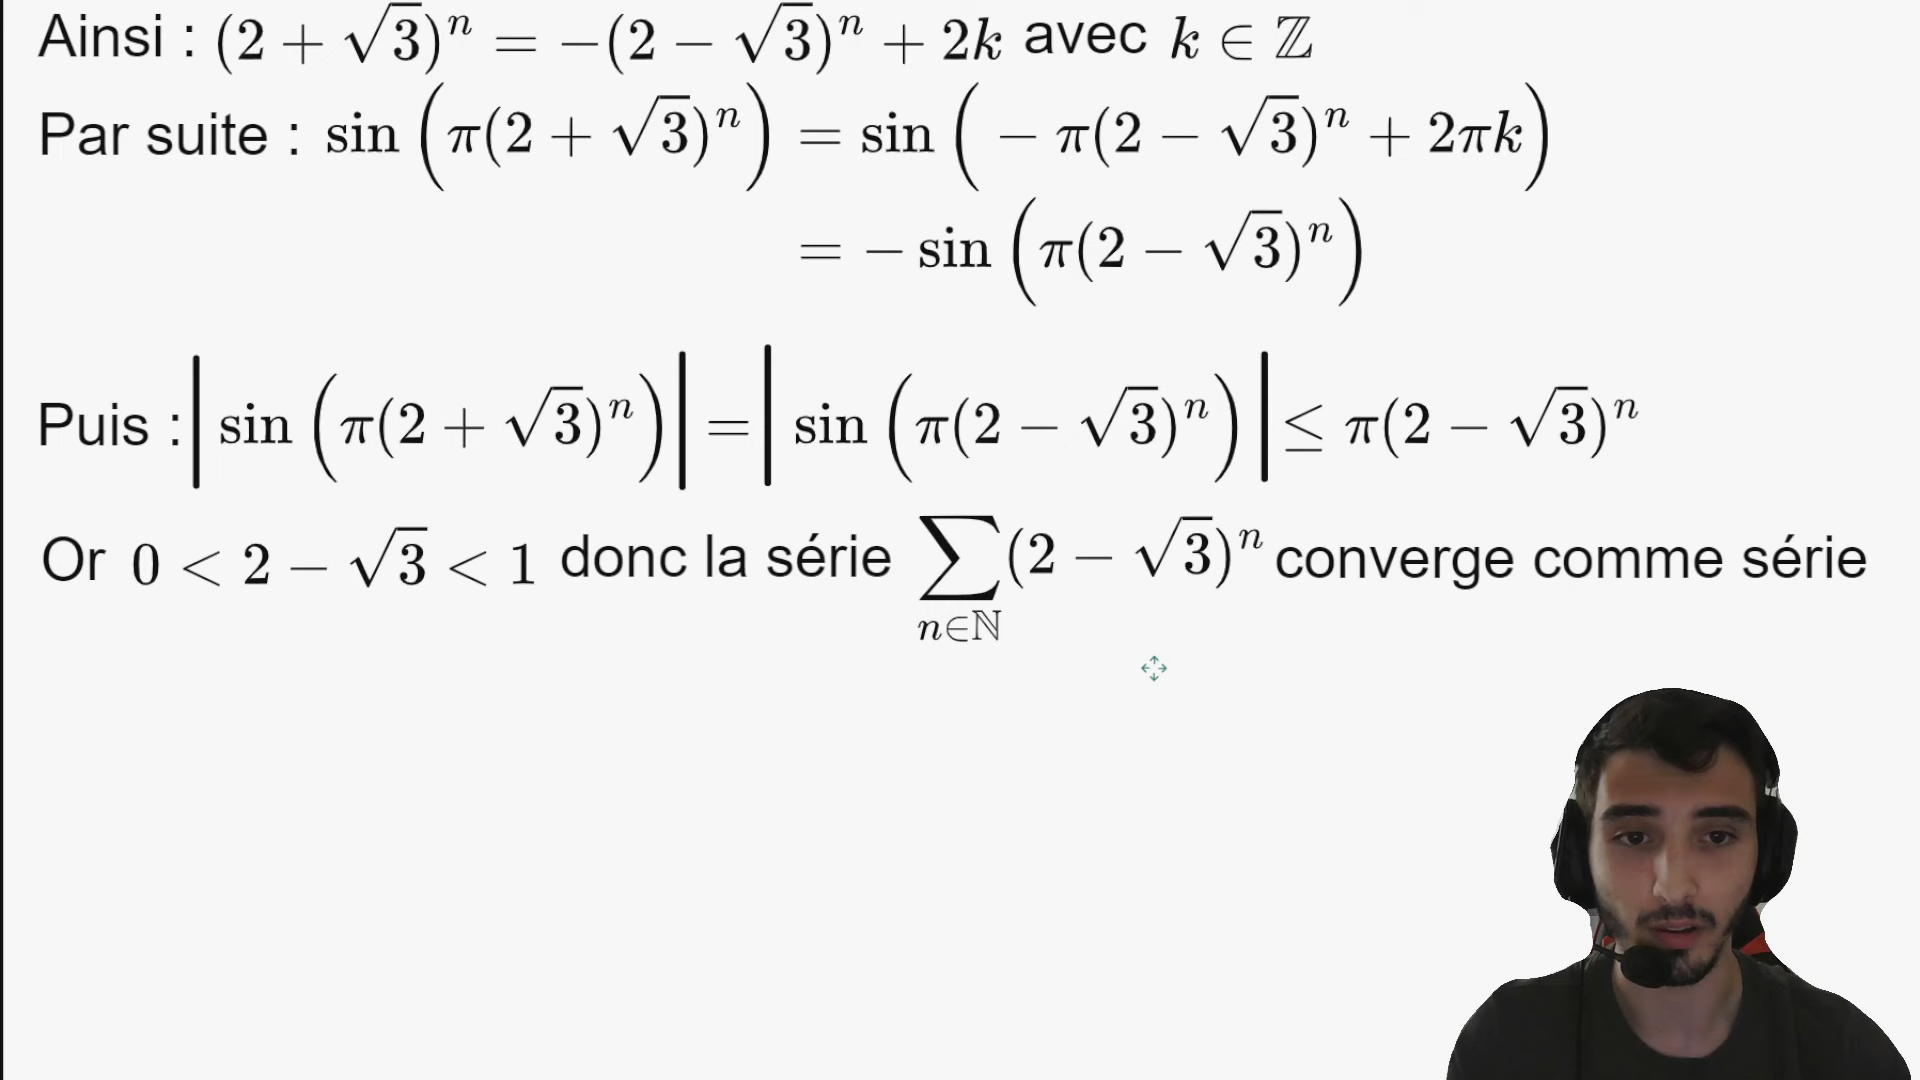 Ainsi : (2 + √3)ⁿ = −(2 − √3)ⁿ + 2k avec k ∈ ℤ
Par suite : sin(π(2 + √3)ⁿ) = sin(− π(2 − √3)ⁿ + 2πk)
= − sin(π(2 − √3)ⁿ)
Puis : |sin(π(2 + √3)ⁿ)| = |sin(π(2 − √3)ⁿ)| ≤ π(2 − √3)ⁿ
Or 0 < 2 − √3 < 1 donc la série ∑ (2 − √3)ⁿ converge comme série
n∈ℕ